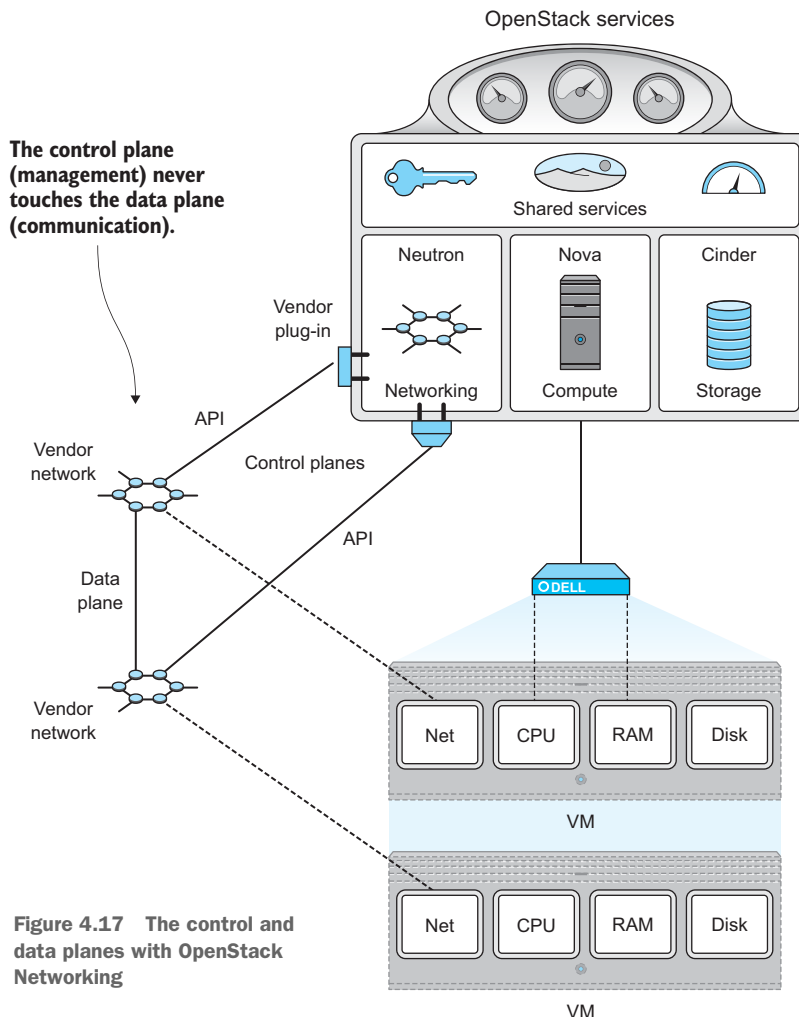 OpenStack services
The control plane
(management) never
touches the data plane
(communication).
Shared services
Neutron
Nova
Cinder
Vendor
plug-in
Networking
Compute
Storage
API
Control planes
Vendor
network
API
Data
plane
DELL
Vendor
network
Net
CPU
RAM
Disk
VM
Net
CPU
RAM
Disk
VM
Figure 4.17 The control and
data planes with OpenStack
Networking